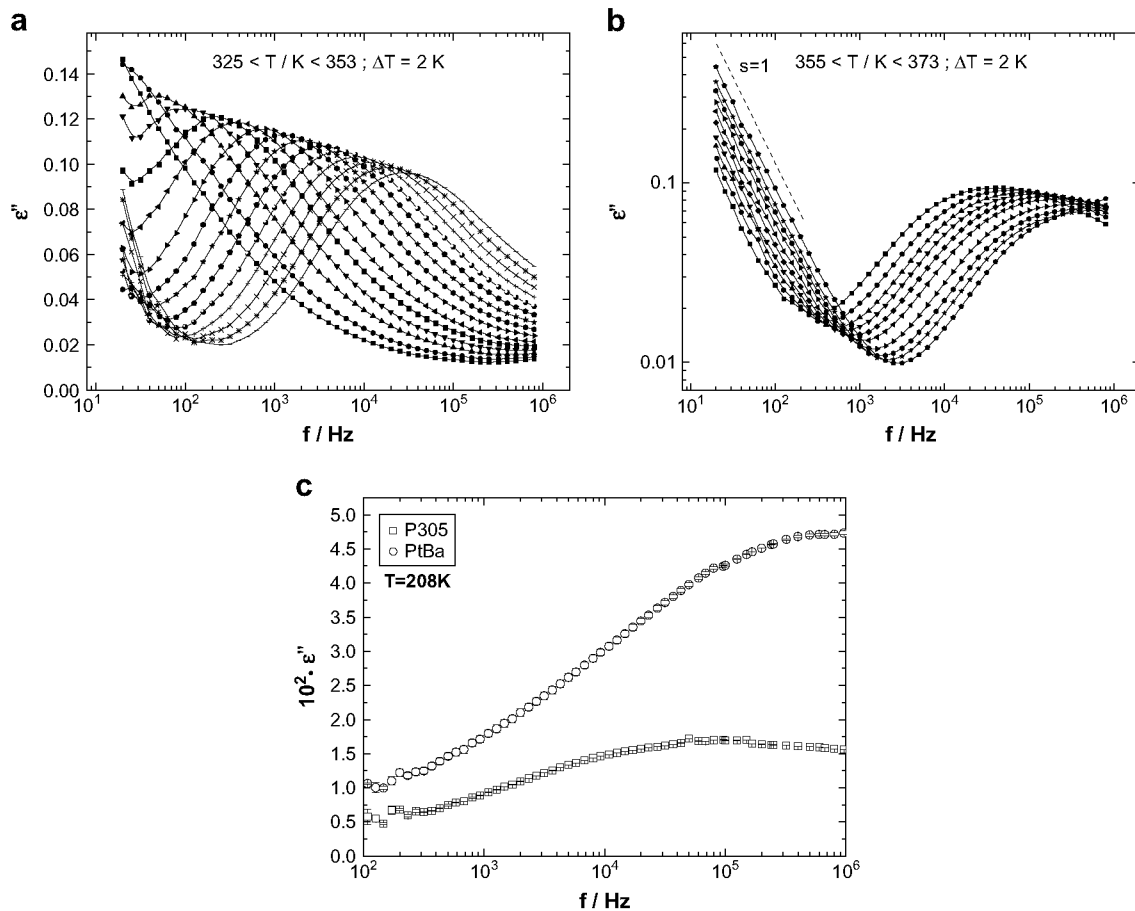 a
325 < T / K < 353 ; ΔT = 2 K
0.14
0.12
0.10
0.08
0.06
0.04
0.02
0.00
ε"
10¹ 10² 10³ 10⁴ 10⁵ 10⁶
f / Hz
b
s=1 355 < T / K < 373 ; ΔT = 2 K
0.1
0.01
ε"
10¹ 10² 10³ 10⁴ 10⁵ 10⁶
f / Hz
c
P305
PtBa
T=208K
5.0
4.5
4.0
3.5
3.0
2.5
2.0
1.5
1.0
0.5
0.0
10² · ε"
10² 10³ 10⁴ 10⁵ 10⁶
f / Hz